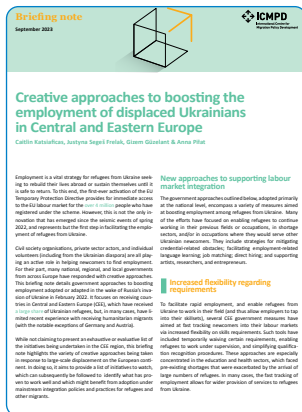 Briefing note
September 2023
ICMPD
International Centre for
Migration Policy Development
Creative approaches to boosting the
employment of displaced Ukrainians
in Central and Eastern Europe
Caitlin Katsiaficas, Justyna Segeš Frelak, Gizem Güzelant & Anna Pilat
Employment is a vital strategy for refugees from Ukraine seek-
ing to rebuild their lives abroad or sustain themselves until it
is safe to return. To this end, the first-ever activation of the EU
Temporary Protection Directive provides for immediate access
to the EU labour market for the over 4 million people who have
registered under the scheme. However, this is not the only in-
novation that has emerged since the seismic events of spring
2022, and represents but the first step in facilitating the employ-
ment of refugees from Ukraine.
Civil society organisations, private sector actors, and individual
volunteers (including from the Ukrainian diaspora) are all play-
ing an active role in helping newcomers to find employment.
For their part, many national, regional, and local governments
from across Europe have responded with creative approaches.
This briefing note details government approaches to boosting
employment adopted or adapted in the wake of Russia's inva-
sion of Ukraine in February 2022. It focuses on receiving coun-
tries in Central and Eastern Europe (CEE), which have received
a large share of Ukrainian refugees, but, in many cases, have lim-
ited recent experience with receiving humanitarian migrants
(with the notable exceptions of Germany and Austria).
While not claiming to present an exhaustive or evaluative list of
the initiatives being undertaken in the CEE region, this briefing
note highlights the variety of creative approaches being taken
in response to large-scale displacement on the European conti-
nent. In doing so, it aims to provide a list of initiatives to watch,
which can subsequently be followed to identify what has pro-
ven to work well and which might benefit from adoption under
mainstream integration policies and practices for refugees and
other migrants.
New approaches to supporting labour
market integration
The government approaches outlined below, adopted primarily
at the national level, encompass a variety of measures aimed
at boosting employment among refugees from Ukraine. Many
of the efforts have focused on enabling refugees to continue
working in their previous fields or occupations, in shortage
sectors, and/or in occupations where they would serve other
Ukrainian newcomers. They include strategies for mitigating
credential-related obstacles; facilitating employment-related
language learning; job matching; direct hiring; and supporting
artists, researchers, and entrepreneurs.
Increased flexibility regarding
requirements
To facilitate rapid employment, and enable refugees from
Ukraine to work in their field (and thus allow employers to tap
into their skillsets), several CEE government measures have
aimed at fast tracking newcomers into their labour markets
via increased flexibility on skills requirements. Such tools have
included temporarily waiving certain requirements, enabling
refugees to work under supervision, and simplifying qualifica-
tion recognition procedures. These approaches are especially
concentrated in the education and health sectors, which faced
pre-existing shortages that were exacerbated by the arrival of
large numbers of refugees. In many cases, the fast tracking of
employment allows for wider provision of services to refugees
from Ukraine.